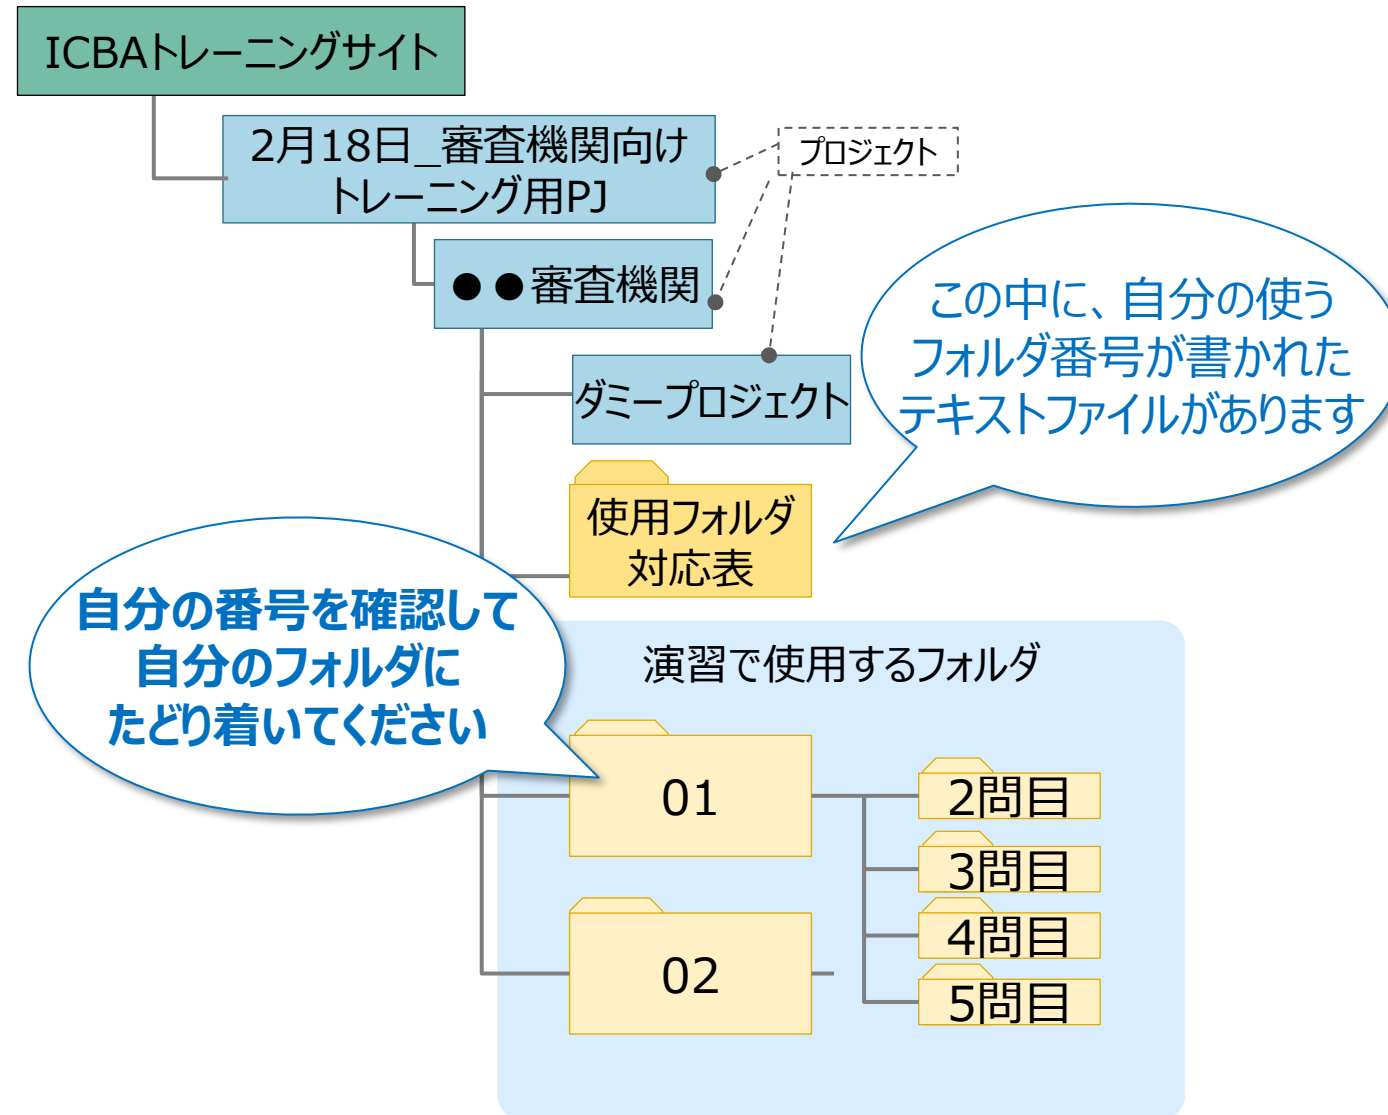 ICBAトレーニングサイト
2月18日_審査機関向け
トレーニング用PJ
プロジェクト
●●審査機関
ダミープロジェクト
この中に、自分の使う
フォルダ番号が書かれた
テキストファイルがあります
使用フォルダ
対応表
自分の番号を確認して
自分のフォルダに
たどり着いてください
演習で使用するフォルダ
01
2問目
3問目
4問目
5問目
02